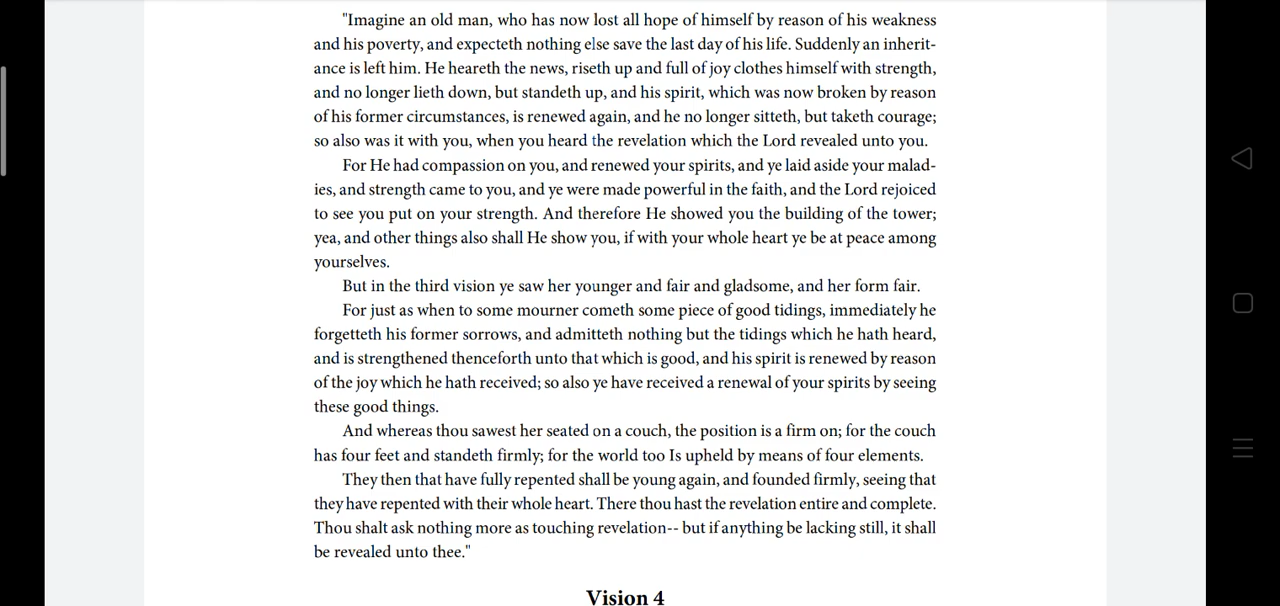 "Imagine an old man, who has now lost all hope of himself by reason of his weakness
and his poverty, and expecteth nothing else save the last day of his life. Suddenly an inherit-
ance is left him. He heareth the news, riseth up and full of joy clothes himself with strength,
and no longer lieth down, but standeth up, and his spirit, which was now broken by reason
of his former circumstances, is renewed again, and he no longer sitteth, but taketh courage;
so also was it with you, when you heard the revelation which the Lord revealed unto you.
For He had compassion on you, and renewed your spirits, and ye laid aside your malad-
ies, and strength came to you, and ye were made powerful in the faith, and the Lord rejoiced
to see you put on your strength. And therefore He showed you the building of the tower;
yea, and other things also shall He show you, if with your whole heart ye be at peace among
yourselves.
But in the third vision ye saw her younger and fair and gladsome, and her form fair.
For just as when to some mourner cometh some piece of good tidings, immediately he
forgetteth his former sorrows, and admitteth nothing but the tidings which he hath heard,
and is strengthened thenceforth unto that which is good, and his spirit is renewed by reason
of the joy which he hath received; so also ye have received a renewal of your spirits by seeing
these good things.
And whereas thou sawest her seated on a couch, the position is a firm on; for the couch
has four feet and standeth firmly; for the world too Is upheld by means of four elements.
They then that have fully repented shall be young again, and founded firmly, seeing that
they have repented with their whole heart. There thou hast the revelation entire and complete.
Thou shalt ask nothing more as touching revelation-- but if anything be lacking still, it shall
be revealed unto thee."
Vision 4